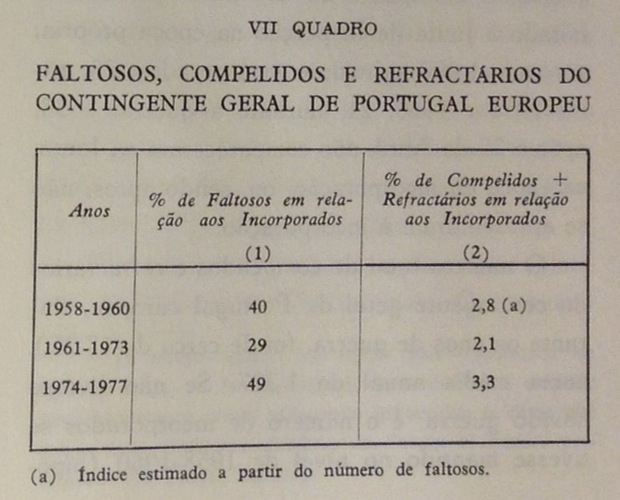 VII QUADRO
FALTOSOS, COMPELIDOS E REFRACTÁRIOS DO
CONTINGENTE GERAL DE PORTUGAL EUROPEU
Anos
% de Faltosos em rela-
ção aos Incorporados
(1)
% de Compelidos +
Refractários em relação
aos Incorporados
(2)
1958-1960 40 2,8 (a)
1961-1973 29 2,1
1974-1977 49 3,3
(a) Índice estimado a partir do número de faltosos.